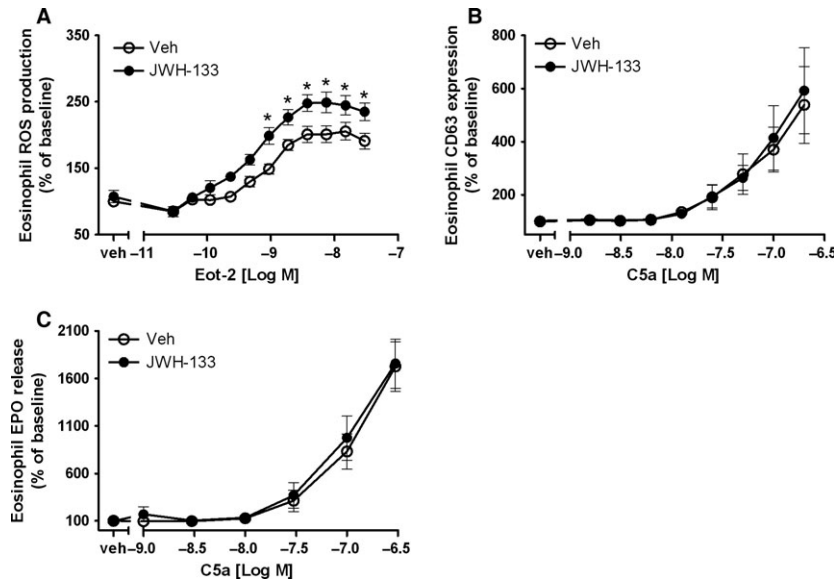 A
Eosinophil ROS production
(% of baseline)
350
250
150
50
Veh
JWH-133
* * * * * * *
veh –11 –10 –9 –8 –7
Eot-2 [Log M]
B
Eosinophil CD63 expression
(% of baseline)
800
600
400
200
Veh
JWH-133
veh –9.0 –8.5 –8.0 –7.5 –7.0 –6.5
C5a [Log M]
C
Eosinophil EPO release
(% of baseline)
2100
1600
1100
600
100
Veh
JWH-133
veh –9.0 –8.5 –8.0 –7.5 –7.0 –6.5
C5a [Log M]